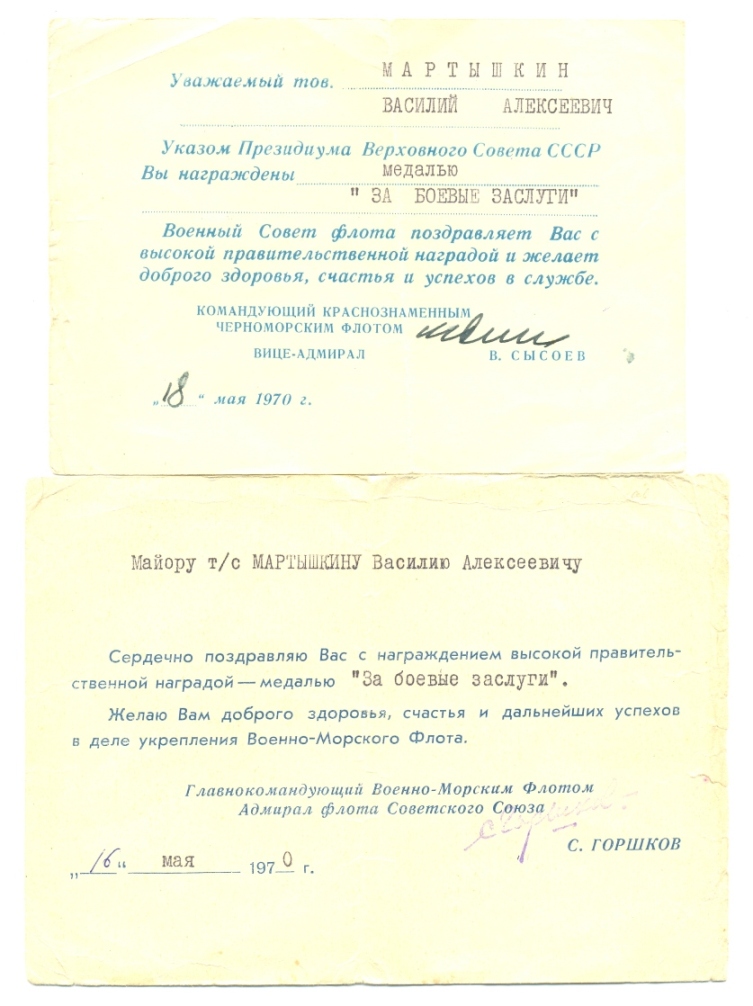 Уважаемый тов. МАРТЫШКИН
ВАСИЛИЙ АЛЕКСЕЕВИЧ
Указом Президиума Верховного Совета СССР
Вы награждены медалью
" ЗА БОЕВЫЕ ЗАСЛУГИ"
Военный Совет флота поздравляет Вас с
высокой правительственной наградой и желает
доброго здоровья, счастья и успехов в службе.
КОМАНДУЮЩИЙ КРАСНОЗНАМЕННЫМ
ЧЕРНОМОРСКИМ ФЛОТОМ
ВИЦЕ-АДМИРАЛ В. СЫСОЕВ
„18“ мая 1970 г.
Майору т/с МАРТЫШКИНУ Василию Алексеевичу
Сердечно поздравляю Вас с награждением высокой правитель-
ственной наградой — медалью "За боевые заслуги".
Желаю Вам доброго здоровья, счастья и дальнейших успехов
в деле укрепления Военно-Морского Флота.
Главнокомандующий Военно-Морским Флотом
Адмирал флота Советского Союза
С. ГОРШКОВ
„16“ мая 1970 г.